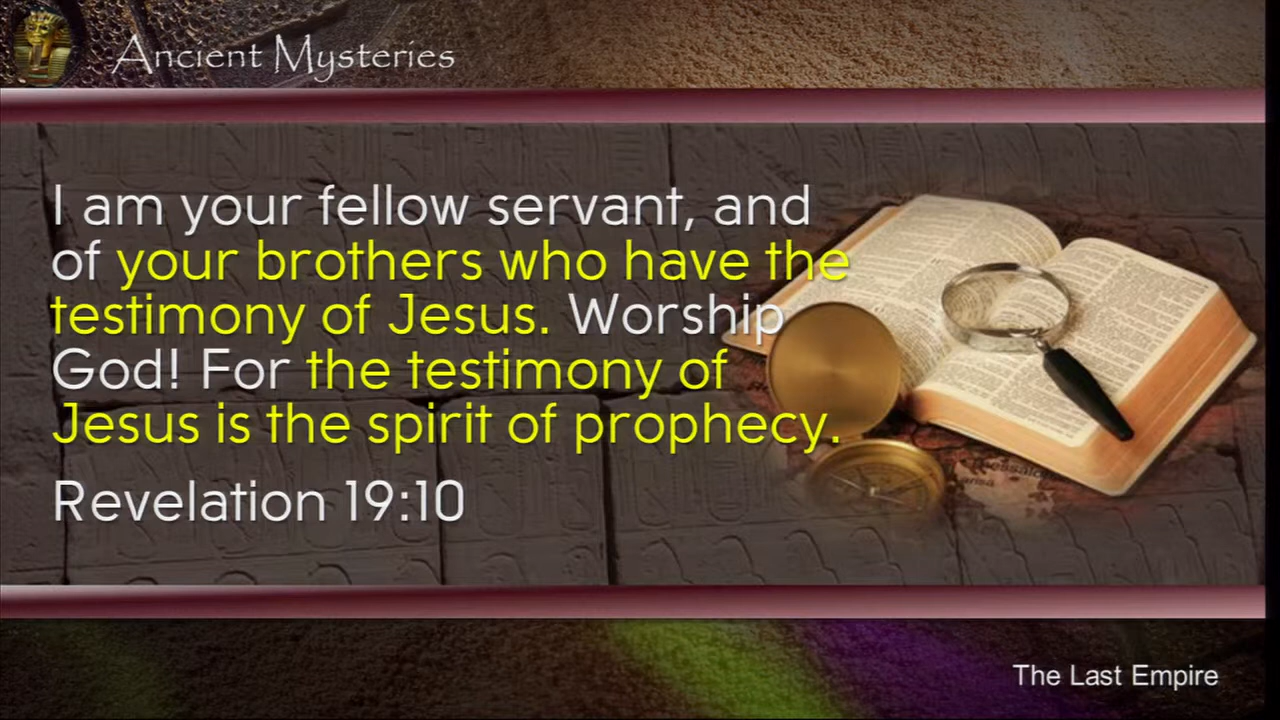 Ancient Mysteries
I am your fellow servant, and
of your brothers who have the
testimony of Jesus. Worship
God! For the testimony of
Jesus is the spirit of prophecy.
Revelation 19:10
The Last Empire